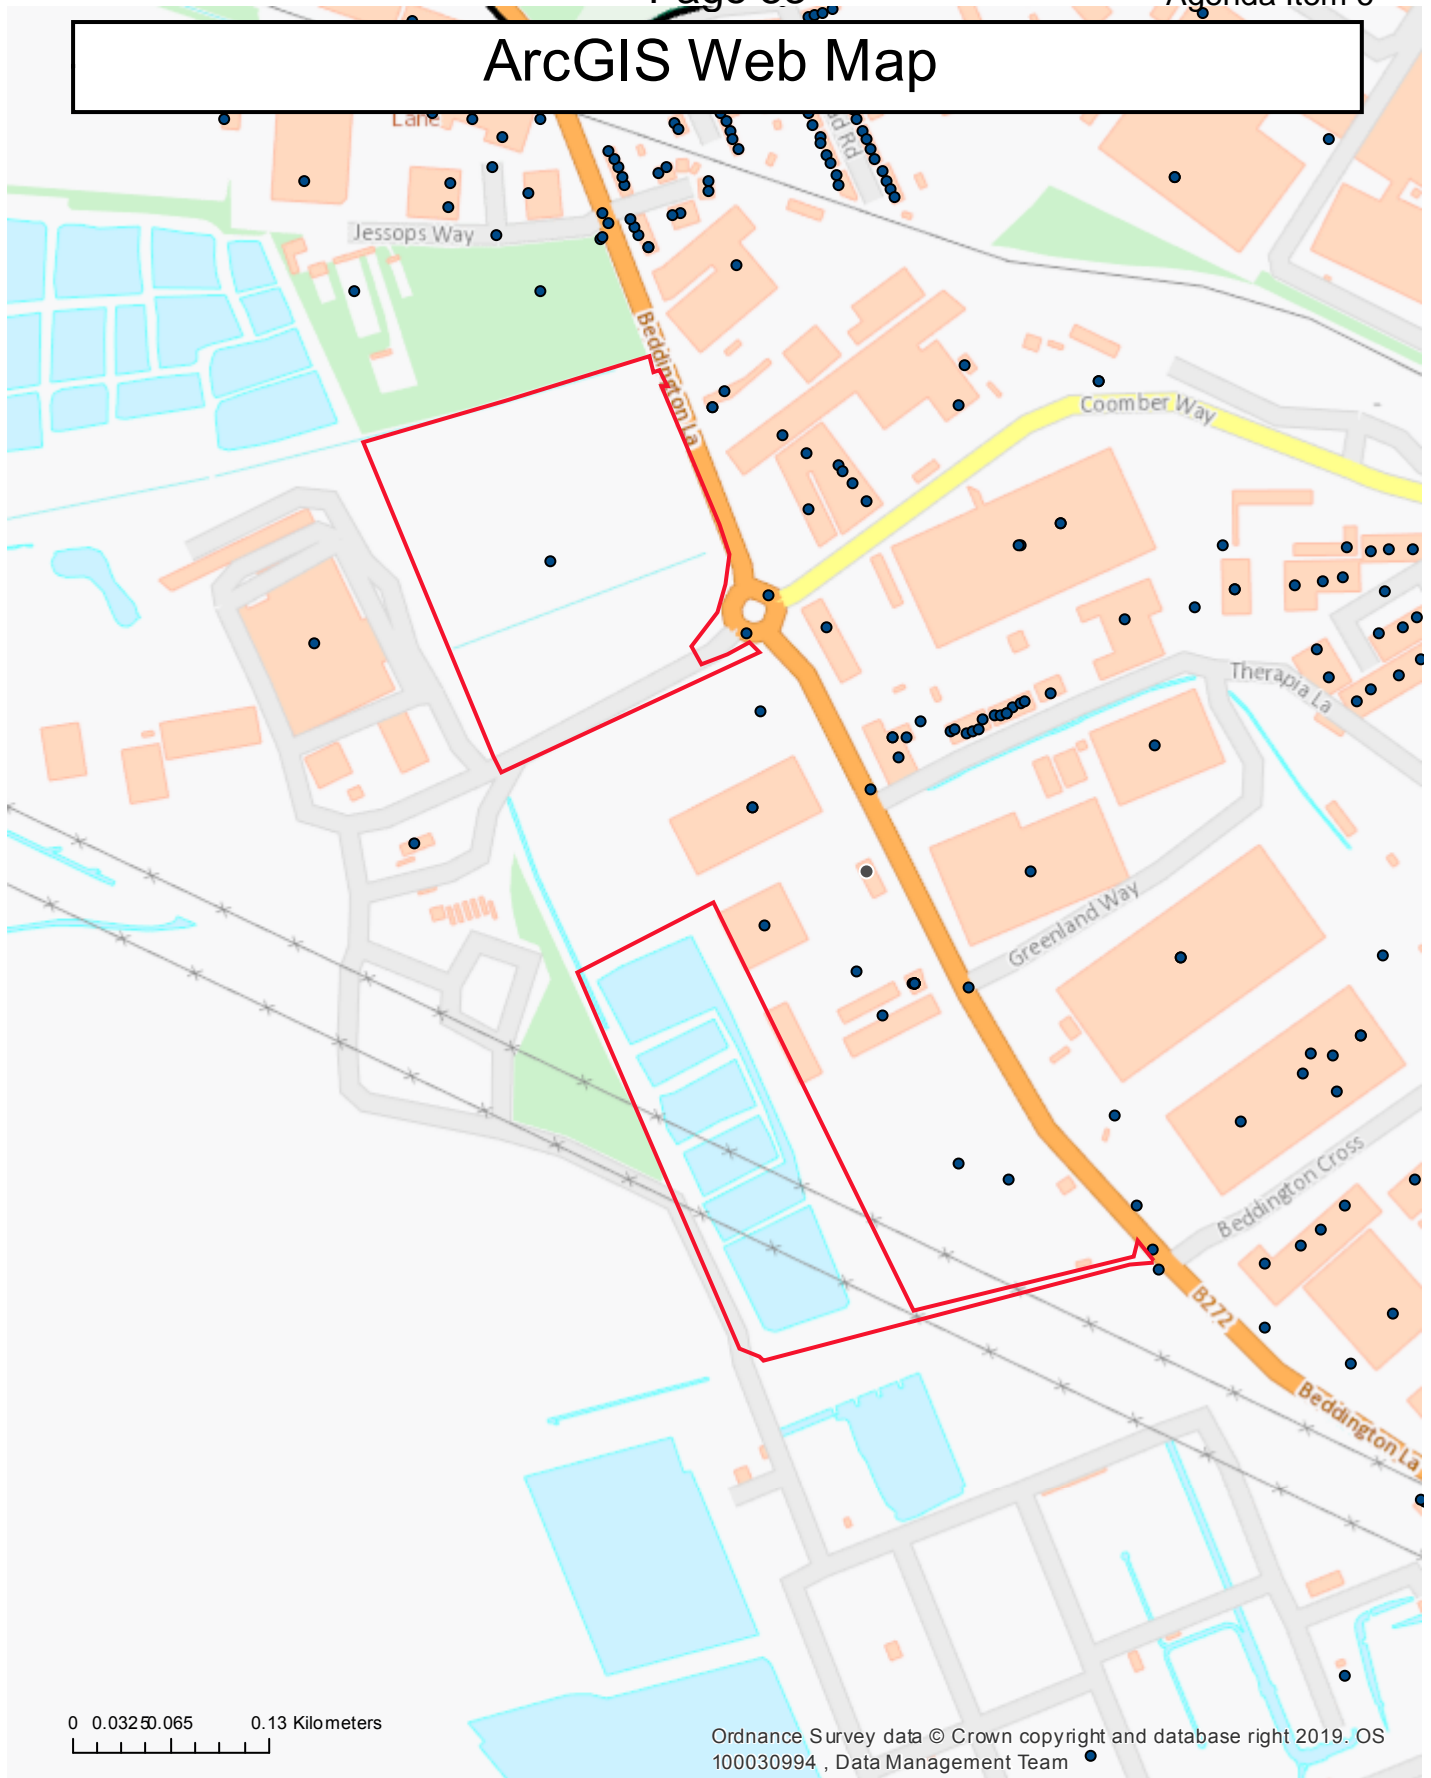 ArcGIS Web Map
Lane
Jessops Way
Beddington La
Coomber Way
Therapia La
Greenland Way
Beddington Cross
B272
Beddington La
0 0.0325 0.065 0.13 Kilometers
Ordnance Survey data © Crown copyright and database right 2019. OS
100030994 , Data Management Team